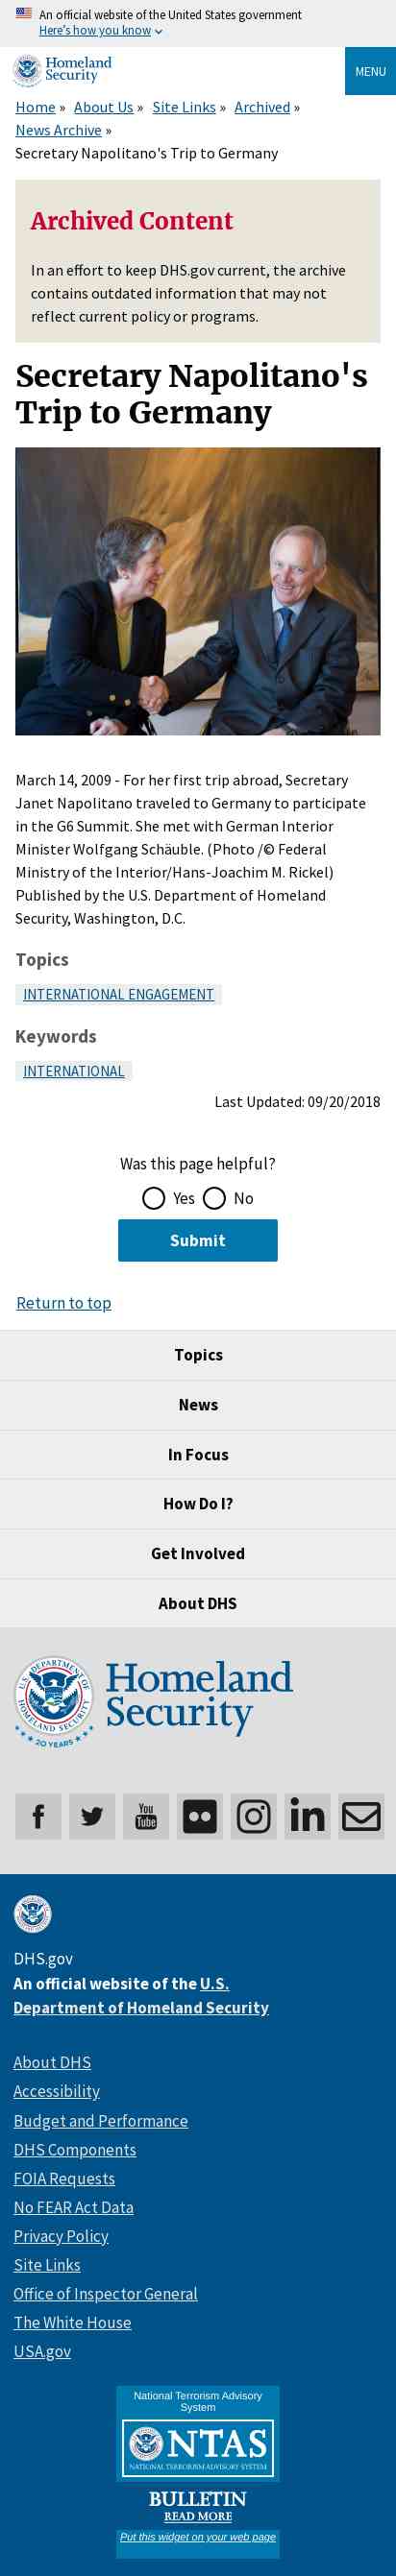 An official website of the United States government
Here's how you know
Homeland
Security
MENU
Home » About Us » Site Links » Archived »
News Archive »
Secretary Napolitano's Trip to Germany
Archived Content
In an effort to keep DHS.gov current, the archive
contains outdated information that may not
reflect current policy or programs.
Secretary Napolitano's
Trip to Germany
March 14, 2009 - For her first trip abroad, Secretary
Janet Napolitano traveled to Germany to participate
in the G6 Summit. She met with German Interior
Minister Wolfgang Schäuble. (Photo /© Federal
Ministry of the Interior/Hans-Joachim M. Rickel)
Published by the U.S. Department of Homeland
Security, Washington, D.C.
Topics
INTERNATIONAL ENGAGEMENT
Keywords
INTERNATIONAL
Last Updated: 09/20/2018
Was this page helpful?
Yes No
Submit
Return to top
Topics
News
In Focus
How Do I?
Get Involved
About DHS
U.S. DEPARTMENT OF
HOMELAND SECURITY
20 YEARS
Homeland
Security
You
Tube
in
DHS.gov
An official website of the U.S.
Department of Homeland Security
About DHS
Accessibility
Budget and Performance
DHS Components
FOIA Requests
No FEAR Act Data
Privacy Policy
Site Links
Office of Inspector General
The White House
USA.gov
National Terrorism Advisory
System
NTAS
NATIONAL TERRORISM ADVISORY SYSTEM
BULLETIN
READ MORE
Put this widget on your web page